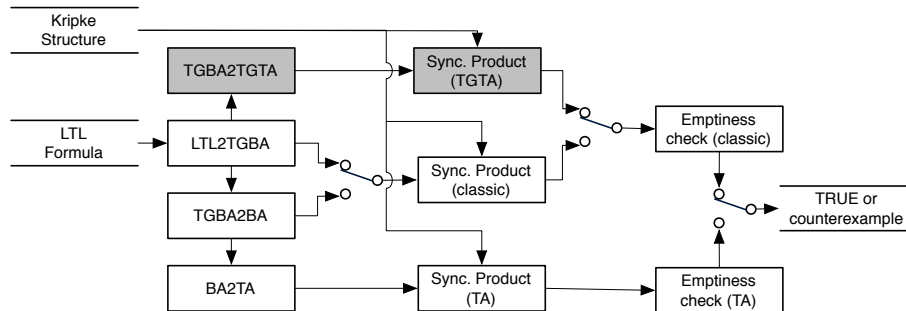 Kripke
Structure
TGBA2TGTA
Sync. Product
(TGTA)
LTL
Formula
LTL2TGBA
Sync. Product
(classic)
Emptiness
check (classic)
TGBA2BA
TRUE or
counterexample
BA2TA
Sync. Product
(TA)
Emptiness
check (TA)